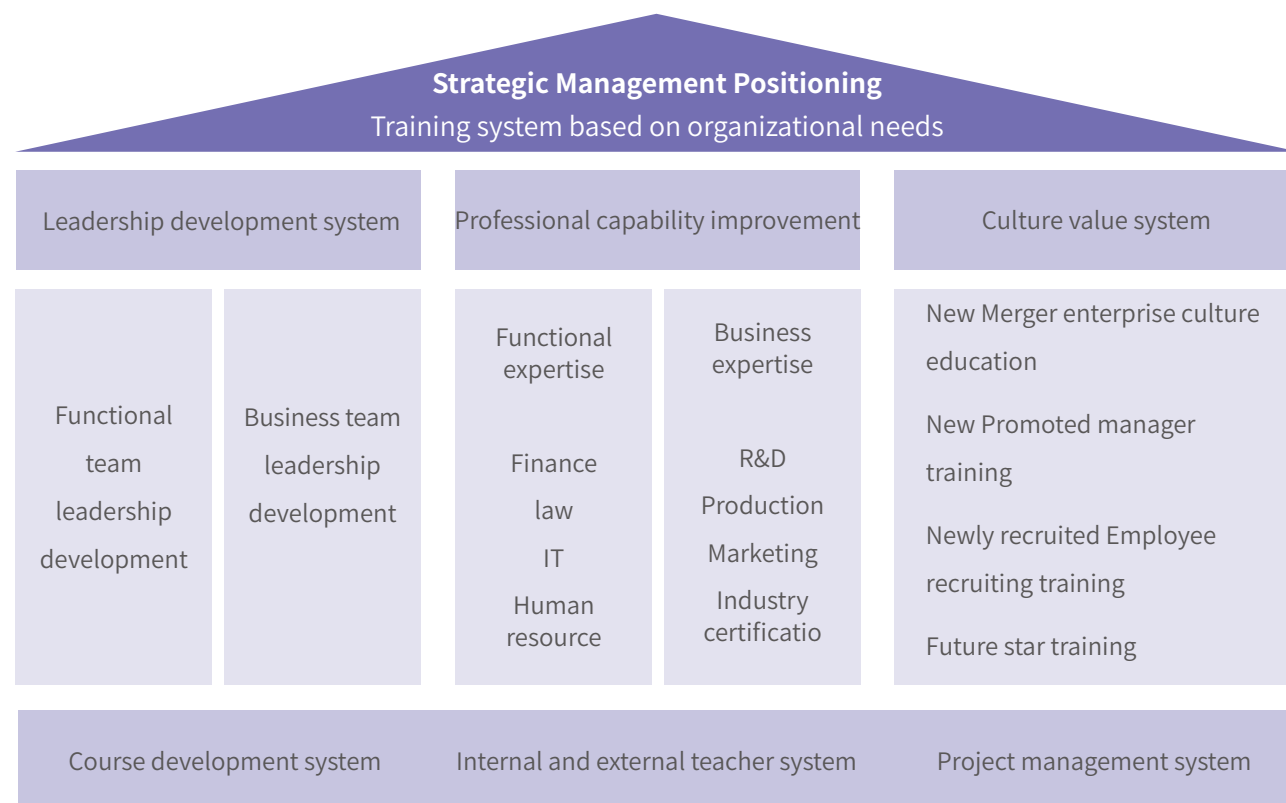 Strategic Management Positioning
Training system based on organizational needs
Leadership development system
Professional capability improvement
Culture value system
Functional
team
leadership
development
Business team
leadership
development
Functional
expertise
Finance
law
IT
Human
resource
Business
expertise
R&D
Production
Marketing
Industry
certificatio
New Merger enterprise culture
education
New Promoted manager
training
Newly recruited Employee
recruiting training
Future star training
Course development system
Internal and external teacher system
Project management system